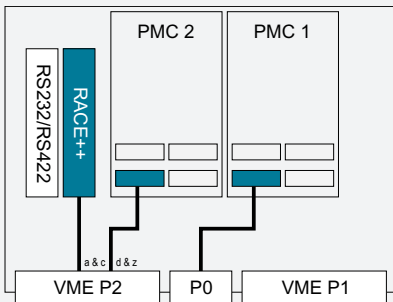 PMC 2
PMC 1
RS232/RS422
RACE++
a & c
d & z
VME P2
P0
VME P1